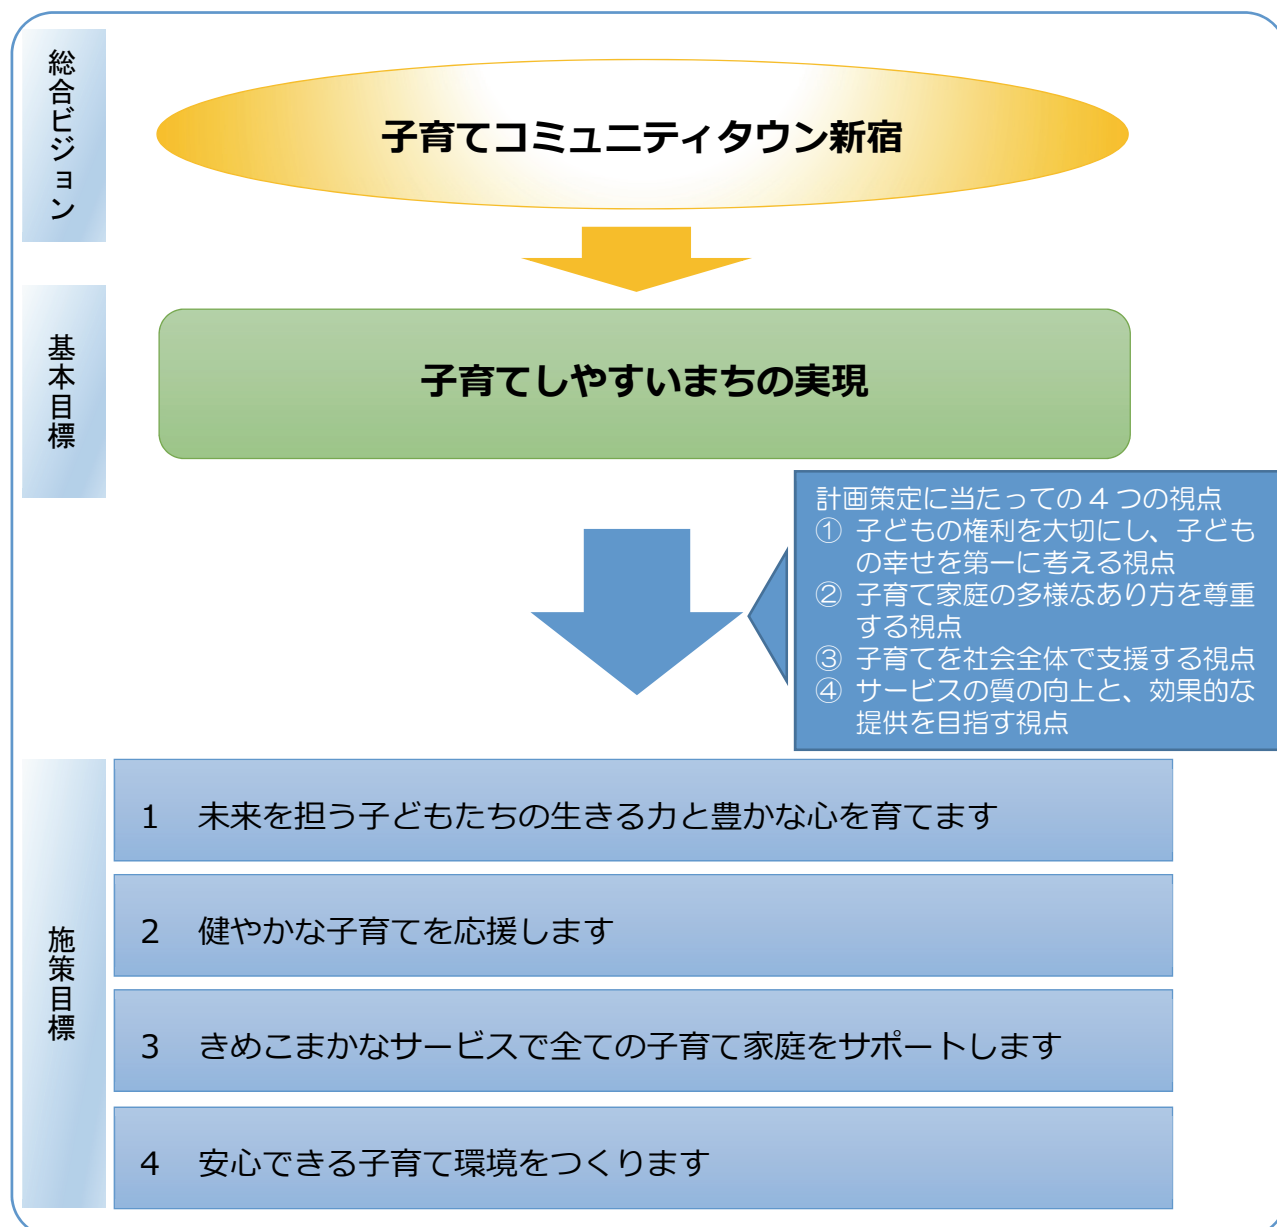 総合ビジョン
子育てコミュニティタウン新宿
基本目標
子育てしやすいまちの実現
計画策定に当たっての4つの視点
① 子どもの権利を大切にし、子ども
の幸せを第一に考える視点
② 子育て家庭の多様なあり方を尊重
する視点
③ 子育てを社会全体で支援する視点
④ サービスの質の向上と、効果的な
提供を目指す視点
施策目標
1 未来を担う子どもたちの生きる力と豊かな心を育てます
2 健やかな子育てを応援します
3 きめこまかなサービスで全ての子育て家庭をサポートします
4 安心できる子育て環境をつくります